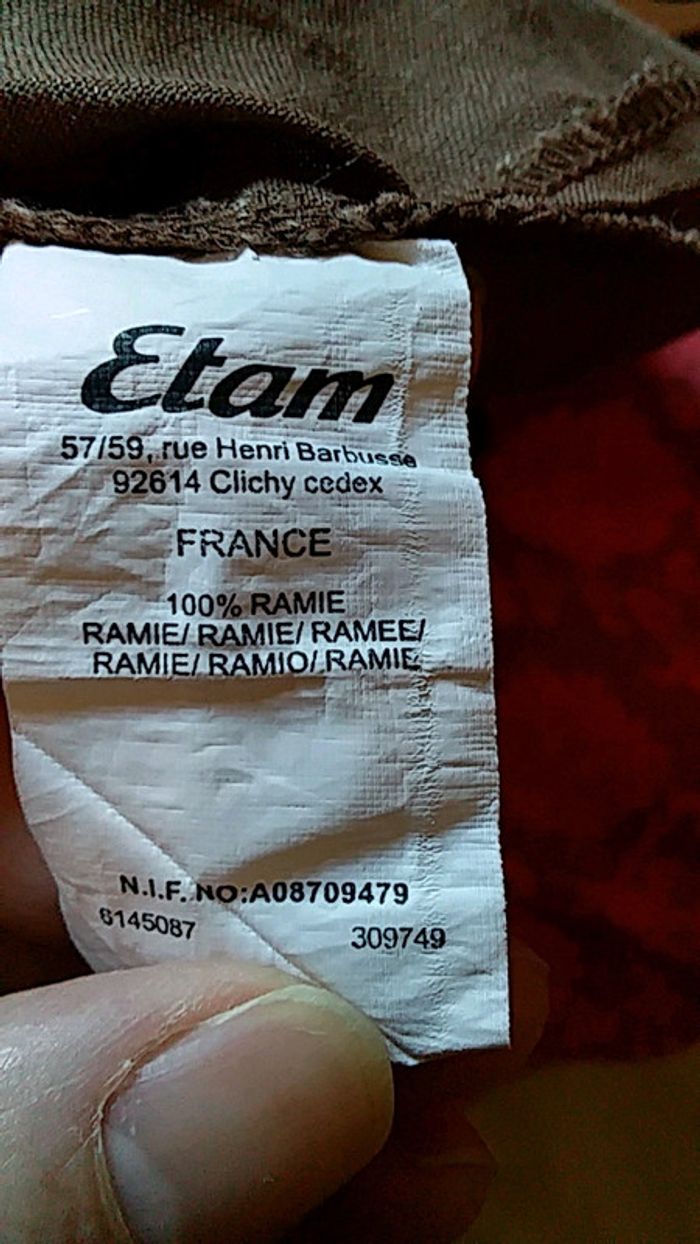 Etam
57/59, rue Henri Barbusse
92614 Clichy cedex
FRANCE
100% RAMIE
RAMIE/ RAMIE/ RAMEE/
RAMIE/ RAMIO/ RAMIE
N.I.F. NO:A08709479
6145087 309749